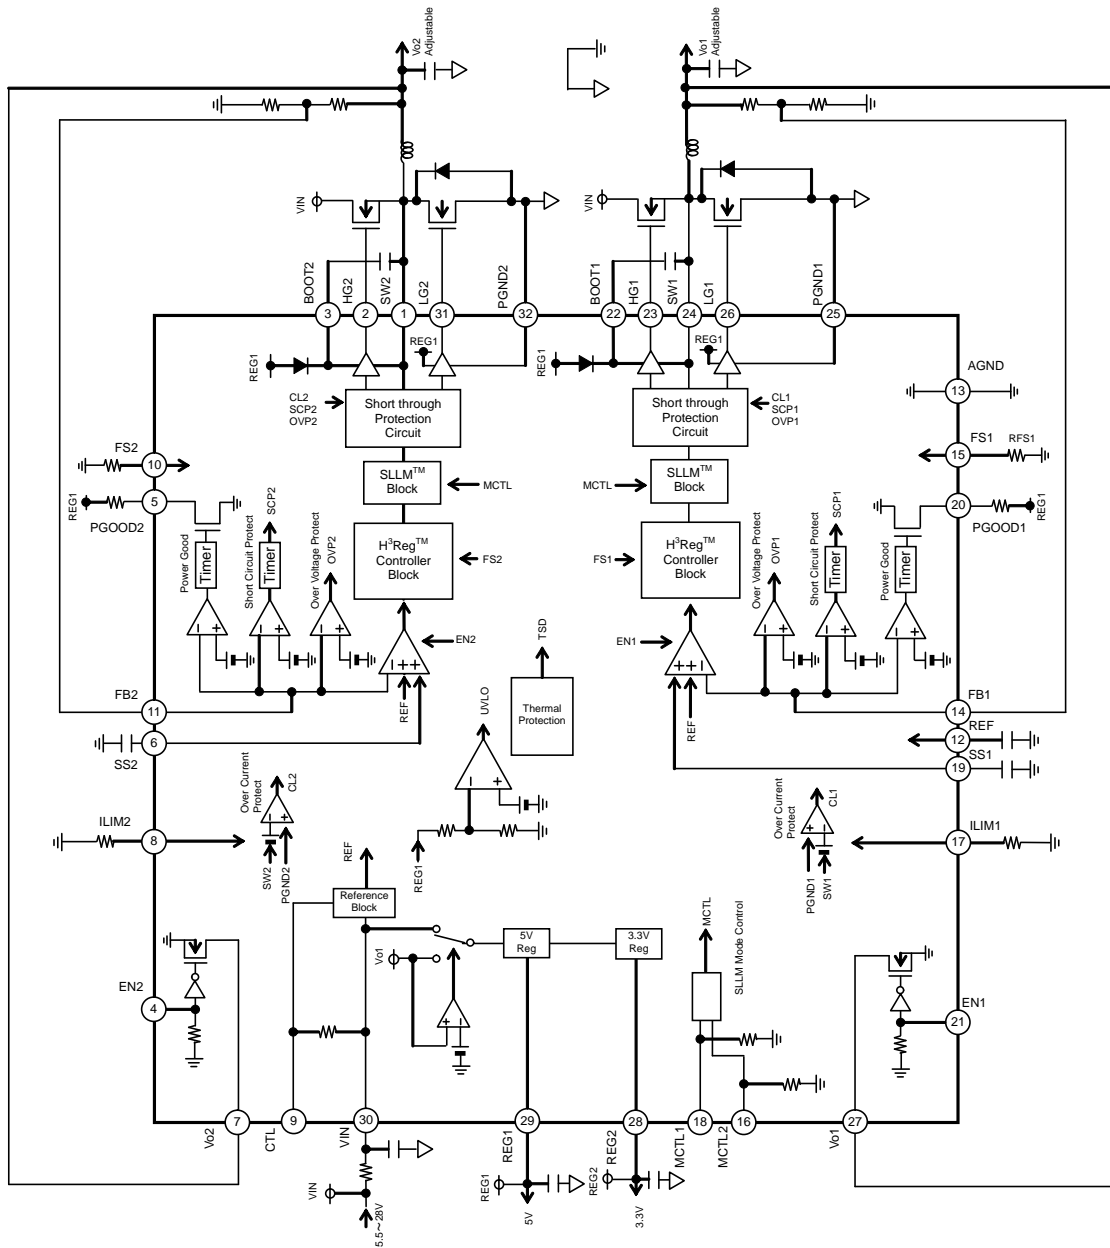 Vo2
Adjustable
Vo1
Adjustable
VIN
VIN
BOOT2
HG2
SW2
LG2
PGND2
BOOT1
HG1
SW1
LG1
PGND1
3
2
1
31
32
22
23
24
26
25
REG1
REG1
REG1
REG1
AGND
13
CL2
SCP2
OVP2
Short through
Protection
Circuit
Short through
Protection
Circuit
CL1
SCP1
OVP1
FS2
10
FS1
15
RFS1
SLLM™
Block
MCTL
MCTL
SLLM™
Block
REG1
5
PGOOD2
SCP2
SCP1
20
PGOOD1
REG1
H³Reg™
Controller
Block
FS2
FS1
H³Reg™
Controller
Block
Power Good
Timer
Short Circuit Protect
Timer
Over Voltage Protect
OVP2
Over Voltage Protect
OVP1
Short Circuit Protect
Timer
Power Good
Timer
EN2
TSD
EN1
FB2
11
REF
UVLO
Thermal
Protection
REF
FB1
14
6
SS2
REF
12
SS1
19
Over Current
Protect
CL2
Over Current
Protect
CL1
ILIM2
8
ILIM1
17
SW2
PGND2
REG1
PGND1
SW1
REF
Reference
Block
MCTL
SLLM Mode Control
5V
Reg
3.3V
Reg
Vo1
EN2
4
EN1
21
7
9
30
29
28
18
16
27
Vo2
CTL
VIN
REG1
REG2
MCTL1
MCTL2
Vo1
VIN
5.5～28V
REG1
5V
REG2
3.3V